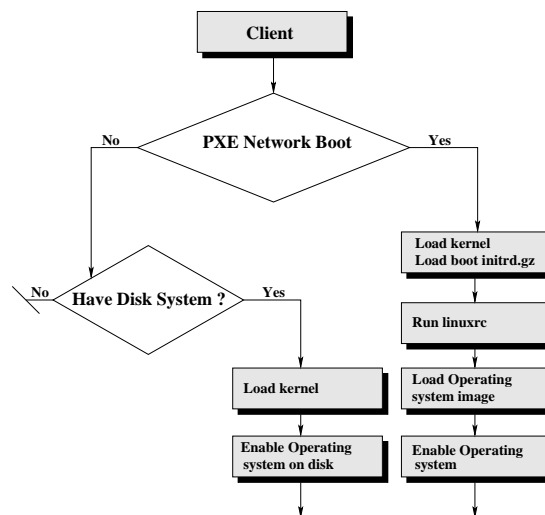 Client
PXE Network Boot
No
Yes
Load kernel
Load boot initrd.gz
Have Disk System ?
No
Yes
Run linuxrc
Load kernel
Load Operating
system image
Enable Operating
system on disk
Enable Operating
system